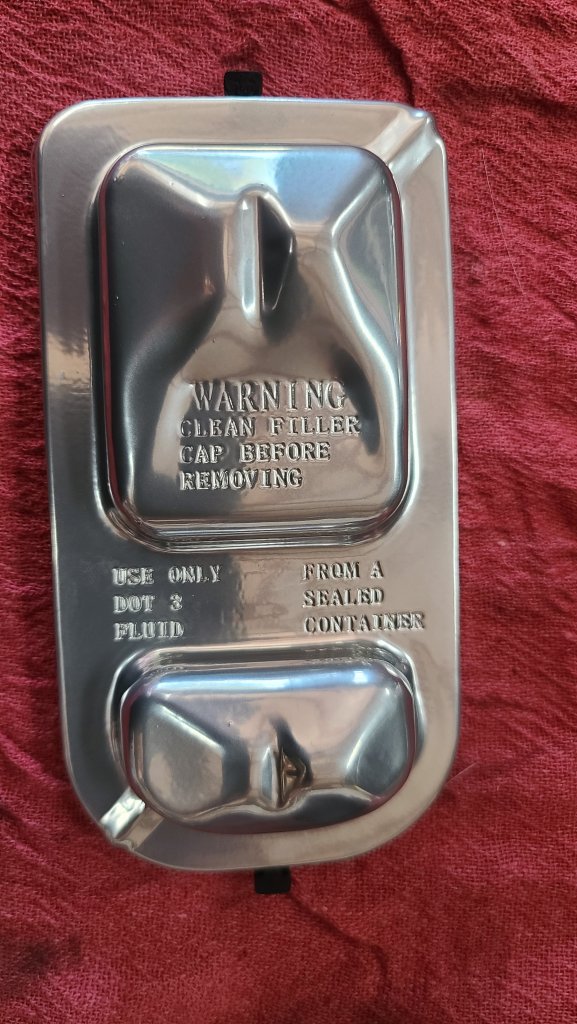 WARNING
CLEAN FILLER
CAP BEFORE
REMOVING
USE ONLY
DOT 3
FLUID
FROM A
SEALED
CONTAINER